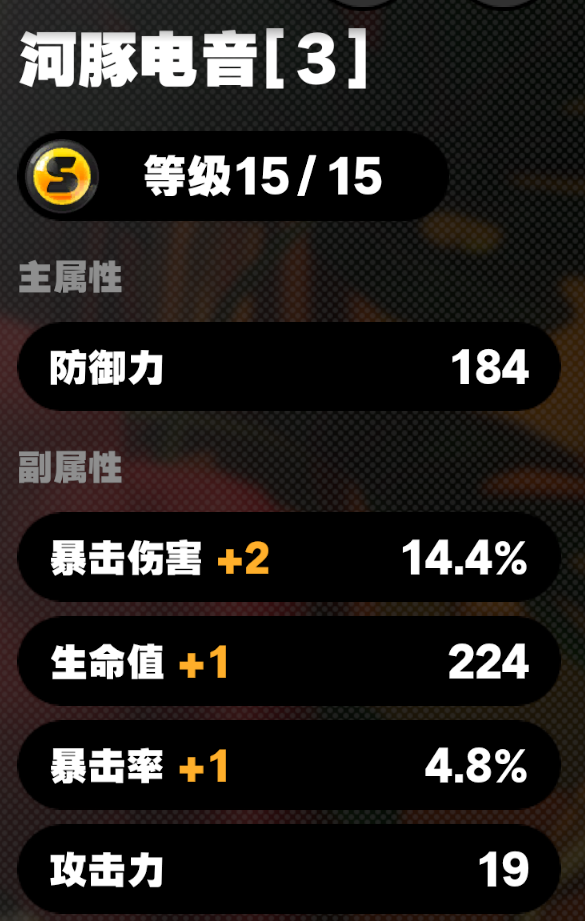 河豚电音[3]
S 等级15/15
主属性
防御力 184
副属性
暴击伤害 +2 14.4%
生命值 +1 224
暴击率 +1 4.8%
攻击力 19